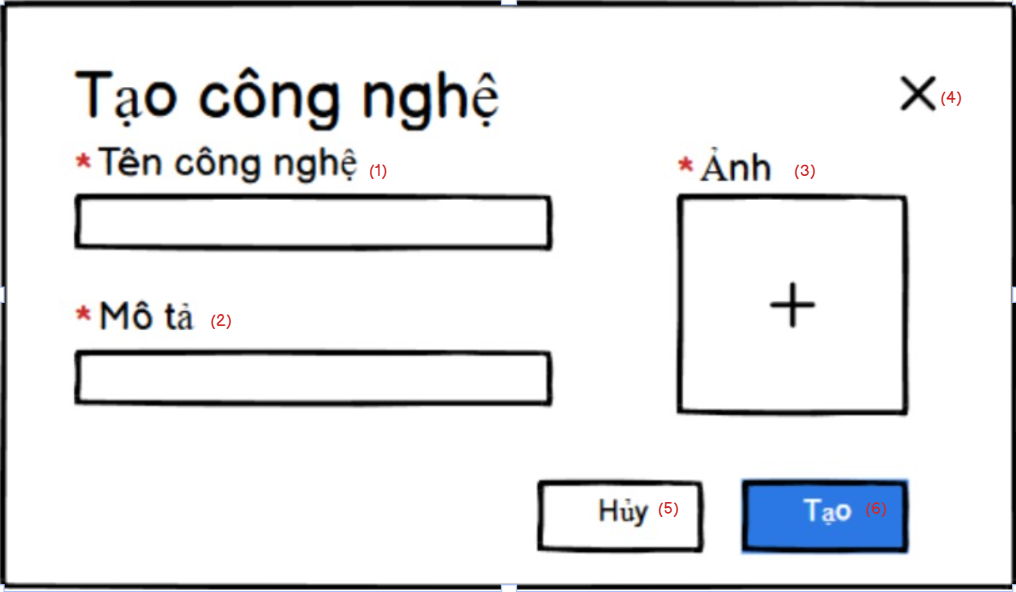 Tạo công nghệ
× (4)
* Tên công nghệ (1)
* Ảnh (3)
+
* Mô tả (2)
Hủy (5)
Tạo (6)